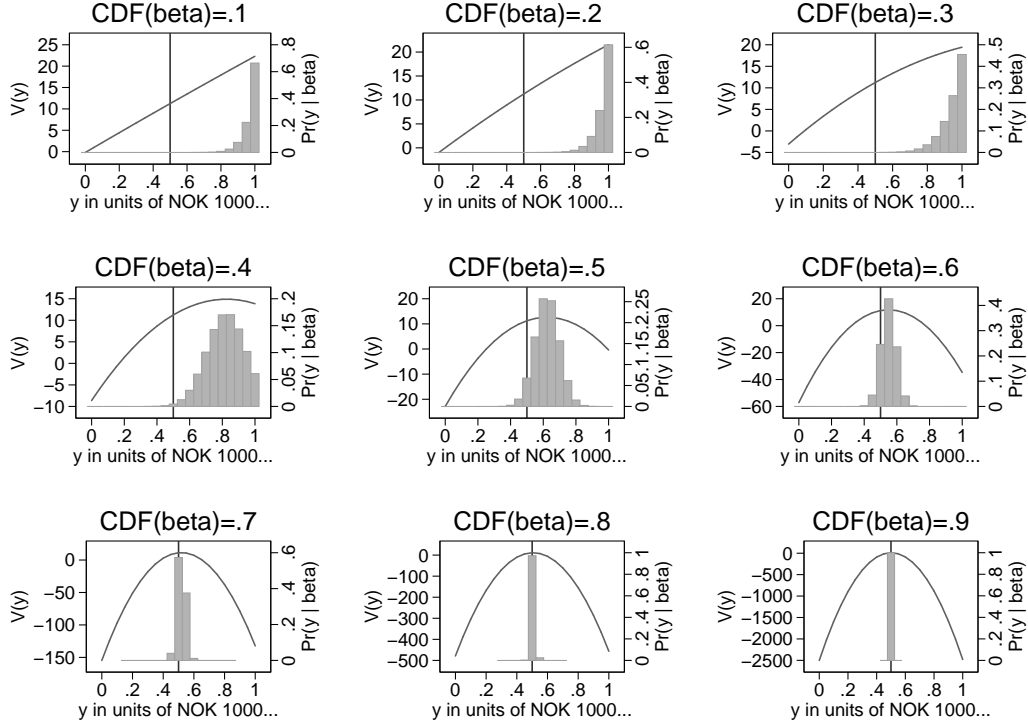 CDF(beta)=.1
V(y)
25
20
15
10
5
0
0 .2 .4 .6 .8
Pr(y | beta)
0 .2 .4 .6 .8 1
y in units of NOK 1000...
CDF(beta)=.2
V(y)
20
15
10
5
0
0 .2 .4 .6
Pr(y | beta)
0 .2 .4 .6 .8 1
y in units of NOK 1000...
CDF(beta)=.3
V(y)
20
15
10
5
0
−5
0 .1 .2 .3 .4 .5
Pr(y | beta)
0 .2 .4 .6 .8 1
y in units of NOK 1000...
CDF(beta)=.4
V(y)
15
10
5
0
−5
−10
0 .05 .1 .15 .2
Pr(y | beta)
0 .2 .4 .6 .8 1
y in units of NOK 1000...
CDF(beta)=.5
V(y)
20
10
0
−10
−20
0 .05.1.15.2.25
Pr(y | beta)
0 .2 .4 .6 .8 1
y in units of NOK 1000...
CDF(beta)=.6
V(y)
20
0
−20
−40
−60
0 .1 .2 .3 .4
Pr(y | beta)
0 .2 .4 .6 .8 1
y in units of NOK 1000...
CDF(beta)=.7
V(y)
0
−50
−100
−150
0 .2 .4 .6
Pr(y | beta)
0 .2 .4 .6 .8 1
y in units of NOK 1000...
CDF(beta)=.8
V(y)
0
−100
−200
−300
−400
−500
0 .2 .4 .6 .8 1
Pr(y | beta)
0 .2 .4 .6 .8 1
y in units of NOK 1000...
CDF(beta)=.9
V(y)
0
−500
−1000
−1500
−2000
−2500
0 .2 .4 .6 .8 1
Pr(y | beta)
0 .2 .4 .6 .8 1
y in units of NOK 1000...